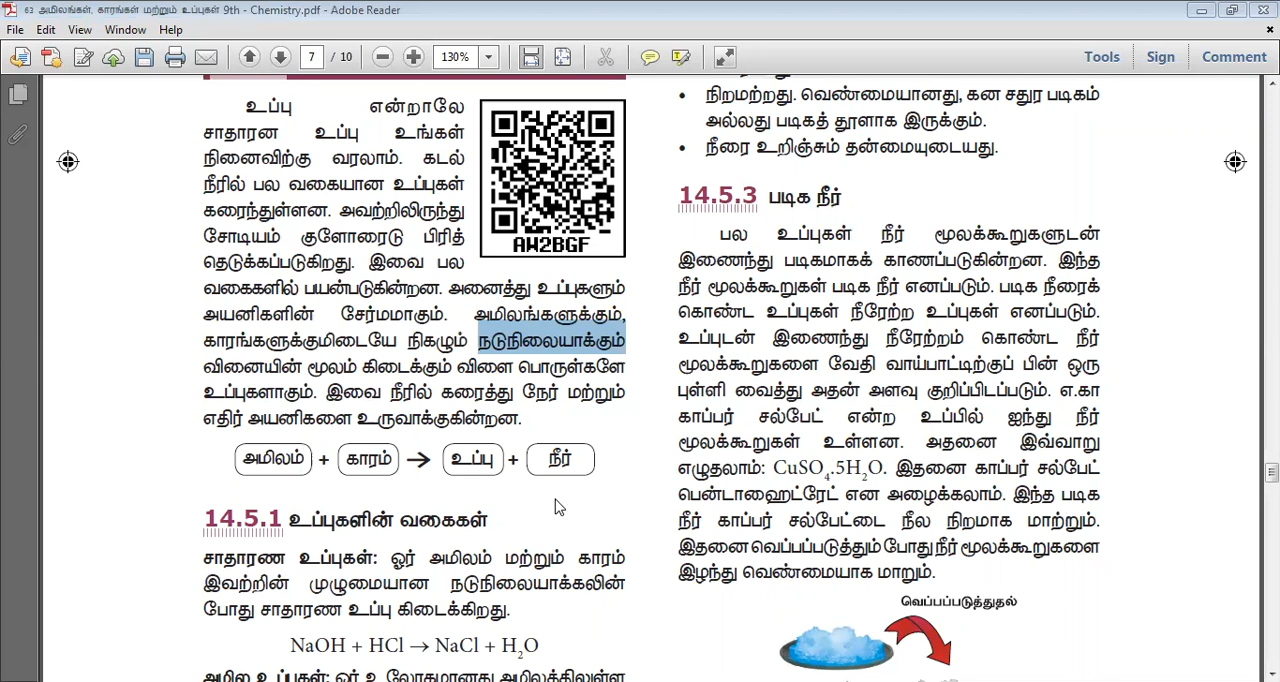 63 அமிலங்கள், காரங்கள் மற்றும் உப்புகள் 9th - Chemistry.pdf - Adobe Reader
File Edit View Window Help
7 / 10 130% Tools Sign Comment
உப்பு என்றாலே
சாதாரன உப்பு உங்கள்
நினைவிற்கு வரலாம். கடல்
நீரில் பல வகையான உப்புகள்
கரைந்துள்ளன. அவற்றிலிருந்து
சோடியம் குளோரைடு பிரித்
தெடுக்கப்படுகிறது. இவை பல
வகைகளில் பயன்படுகின்றன. அனைத்து உப்புகளும்
அயனிகளின் சேர்மமாகும். அமிலங்களுக்கும்,
காரங்களுக்குமிடையே நிகழும் நடுநிலையாக்கும்
வினையின் மூலம் கிடைக்கும் விளை பொருள்களே
உப்புகளாகும். இவை நீரில் கரைத்து நேர் மற்றும்
எதிர் அயனிகளை உருவாக்குகின்றன.
AW2BGF
அமிலம் + காரம் → உப்பு + நீர்
14.5.1 உப்புகளின் வகைகள்
சாதாரண உப்புகள்: ஓர் அமிலம் மற்றும் காரம்
இவற்றின் முழுமையான நடுநிலையாக்கலின்
போது சாதாரண உப்பு கிடைக்கிறது.
NaOH + HCl → NaCl + H₂O
அமில உப்புகள்: ஓர் உலோகமானது அமிலத்திலுள்ள
• நிறமற்றது. வெண்மையானது, கன சதுர படிகம்
அல்லது படிகத் தூளாக இருக்கும்.
• நீரை உறிஞ்சும் தன்மையுடையது.
14.5.3 படிக நீர்
பல உப்புகள் நீர் மூலக்கூறுகளுடன்
இணைந்து படிகமாகக் காணப்படுகின்றன. இந்த
நீர் மூலக்கூறுகள் படிக நீர் எனப்படும். படிக நீரைக்
கொண்ட உப்புகள் நீரேற்ற உப்புகள் எனப்படும்.
உப்புடன் இணைந்து நீரேற்றம் கொண்ட நீர்
மூலக்கூறுகளை வேதி வாய்பாட்டிற்குப் பின் ஒரு
புள்ளி வைத்து அதன் அளவு குறிப்பிடப்படும். எ.கா
காப்பர் சல்பேட் என்ற உப்பில் ஐந்து நீர்
மூலக்கூறுகள் உள்ளன. அதனை இவ்வாறு
எழுதலாம்: CuSO₄.5H₂O. இதனை காப்பர் சல்பேட்
பென்டாஹைட்ரேட் என அழைக்கலாம். இந்த படிக
நீர் காப்பர் சல்பேட்டை நீல நிறமாக மாற்றும்.
இதனை வெப்பப்படுத்தும் போது நீர் மூலக்கூறுகளை
இழந்து வெண்மையாக மாறும்.
வெப்பப்படுத்துதல்